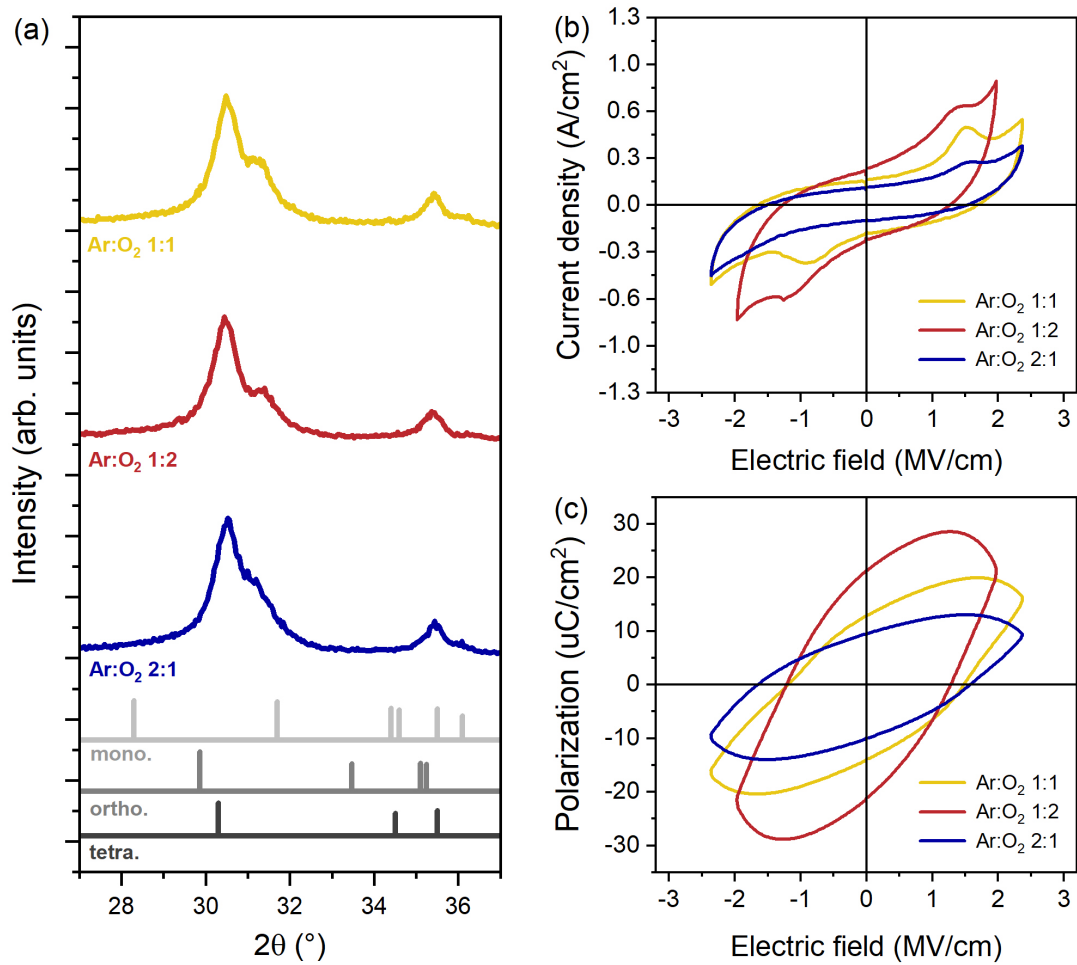 (a)
Intensity (arb. units)
Ar:O₂ 1:1
Ar:O₂ 1:2
Ar:O₂ 2:1
mono.
ortho.
tetra.
28 30 32 34 36
2θ (°)
(b)
Current density (A/cm²)
1.3
1.0
0.6
0.3
0.0
-0.3
-0.6
-1.0
-1.3
Ar:O₂ 1:1
Ar:O₂ 1:2
Ar:O₂ 2:1
-3 -2 -1 0 1 2 3
Electric field (MV/cm)
(c)
Polarization (uC/cm²)
30
20
10
0
-10
-20
-30
Ar:O₂ 1:1
Ar:O₂ 1:2
Ar:O₂ 2:1
-3 -2 -1 0 1 2 3
Electric field (MV/cm)